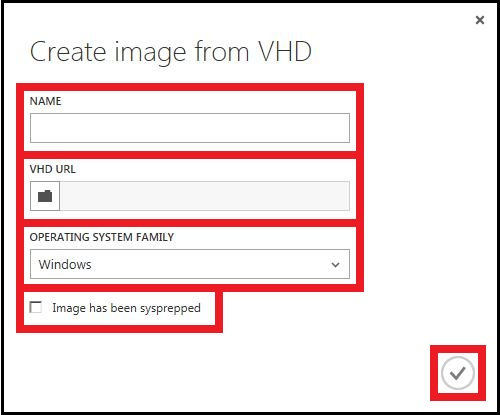 Create image from VHD
NAME
VHD URL
OPERATING SYSTEM FAMILY
Windows
Image has been sysprepped